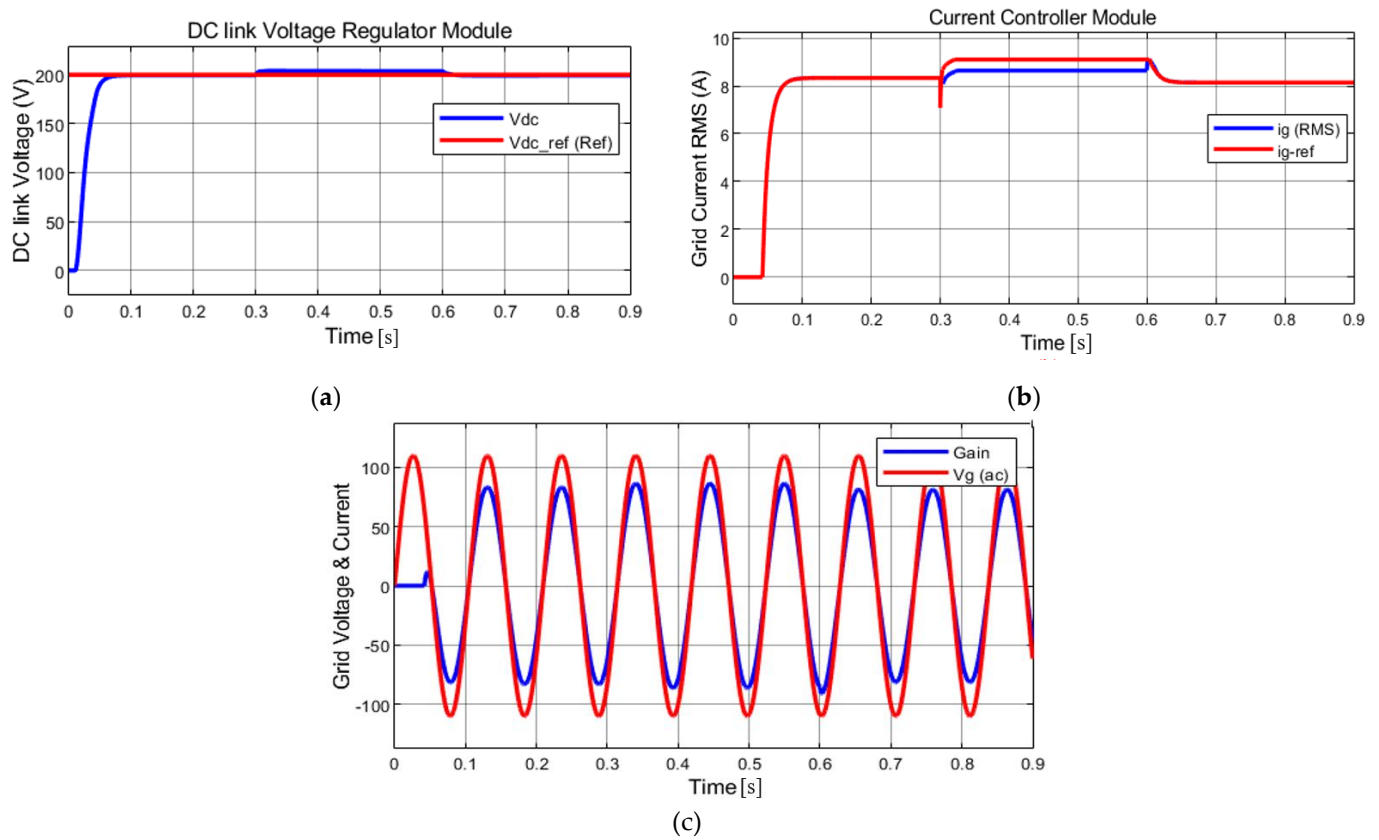 DC link Voltage Regulator Module
DC link Voltage (V)
200
150
100
50
0
Vdc
Vdc_ref (Ref)
0 0.1 0.2 0.3 0.4 0.5 0.6 0.7 0.8 0.9
Time [s]
(a)
Current Controller Module
Grid Current RMS (A)
10
8
6
4
2
0
ig (RMS)
ig-ref
0 0.1 0.2 0.3 0.4 0.5 0.6 0.7 0.8 0.9
Time [s]
(b)
Grid Voltage & Current
100
50
0
-50
-100
Gain
Vg (ac)
0 0.1 0.2 0.3 0.4 0.5 0.6 0.7 0.8 0.9
Time [s]
(c)